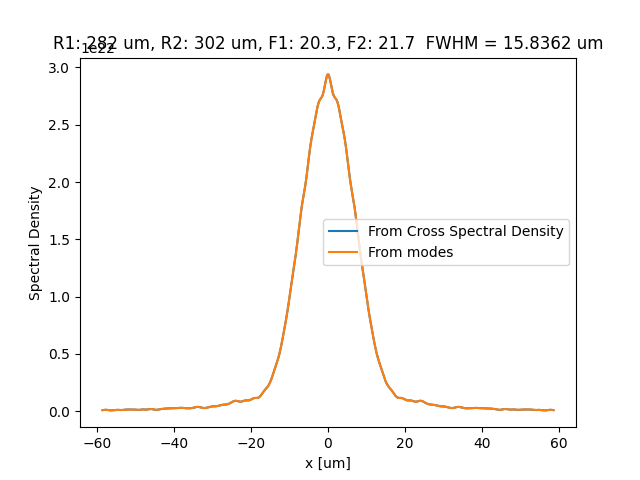 R1: 282 um, R2: 302 um, F1: 20.3, F2: 21.7  FWHM = 15.8362 um
1e22
3.0
2.5
2.0
1.5
1.0
0.5
0.0
Spectral Density
From Cross Spectral Density
From modes
−60 −40 −20 0 20 40 60
x [um]